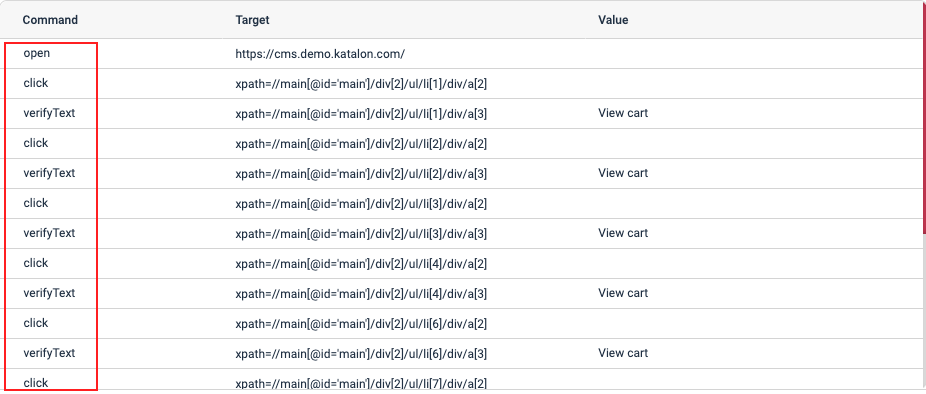 Command Target Value
open https://cms.demo.katalon.com/
click xpath=//main[@id='main']/div[2]/ul/li[1]/div/a[2]
verifyText xpath=//main[@id='main']/div[2]/ul/li[1]/div/a[3] View cart
click xpath=//main[@id='main']/div[2]/ul/li[2]/div/a[2]
verifyText xpath=//main[@id='main']/div[2]/ul/li[2]/div/a[3] View cart
click xpath=//main[@id='main']/div[2]/ul/li[3]/div/a[2]
verifyText xpath=//main[@id='main']/div[2]/ul/li[3]/div/a[3] View cart
click xpath=//main[@id='main']/div[2]/ul/li[4]/div/a[2]
verifyText xpath=//main[@id='main']/div[2]/ul/li[4]/div/a[3] View cart
click xpath=//main[@id='main']/div[2]/ul/li[6]/div/a[2]
verifyText xpath=//main[@id='main']/div[2]/ul/li[6]/div/a[3] View cart
click xpath=//main[@id='main']/div[2]/ul/li[7]/div/a[2]